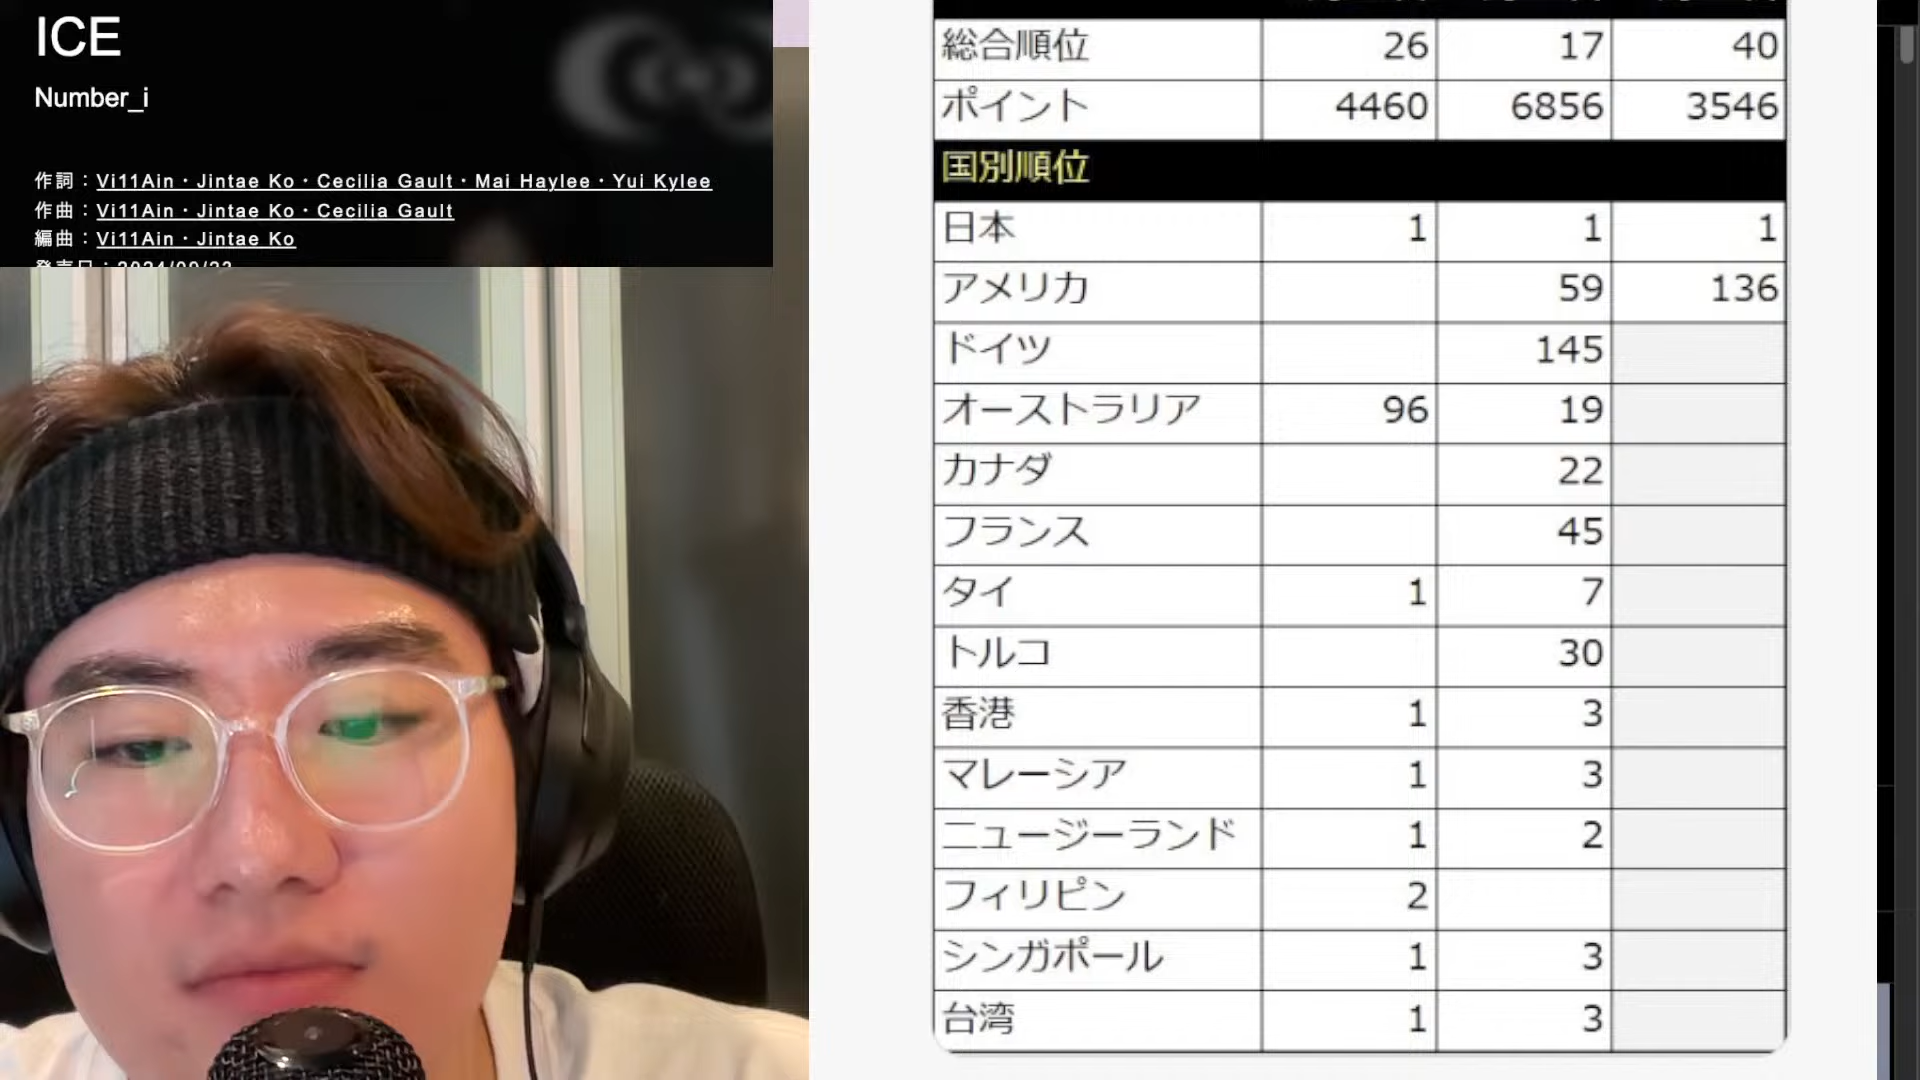 ICE
Number_i
作詞：Vi11Ain・Jintae Ko・Cecilia Gault・Mai Haylee・Yui Kylee
作曲：Vi11Ain・Jintae Ko・Cecilia Gault
編曲：Vi11Ain・Jintae Ko
発売日：2024/09/23
総合順位 26 17 40
ポイント 4460 6856 3546
国別順位
日本 1 1 1
アメリカ 59 136
ドイツ 145
オーストラリア 96 19
カナダ 22
フランス 45
タイ 1 7
トルコ 30
香港 1 3
マレーシア 1 3
ニュージーランド 1 2
フィリピン 2
シンガポール 1 3
台湾 1 3